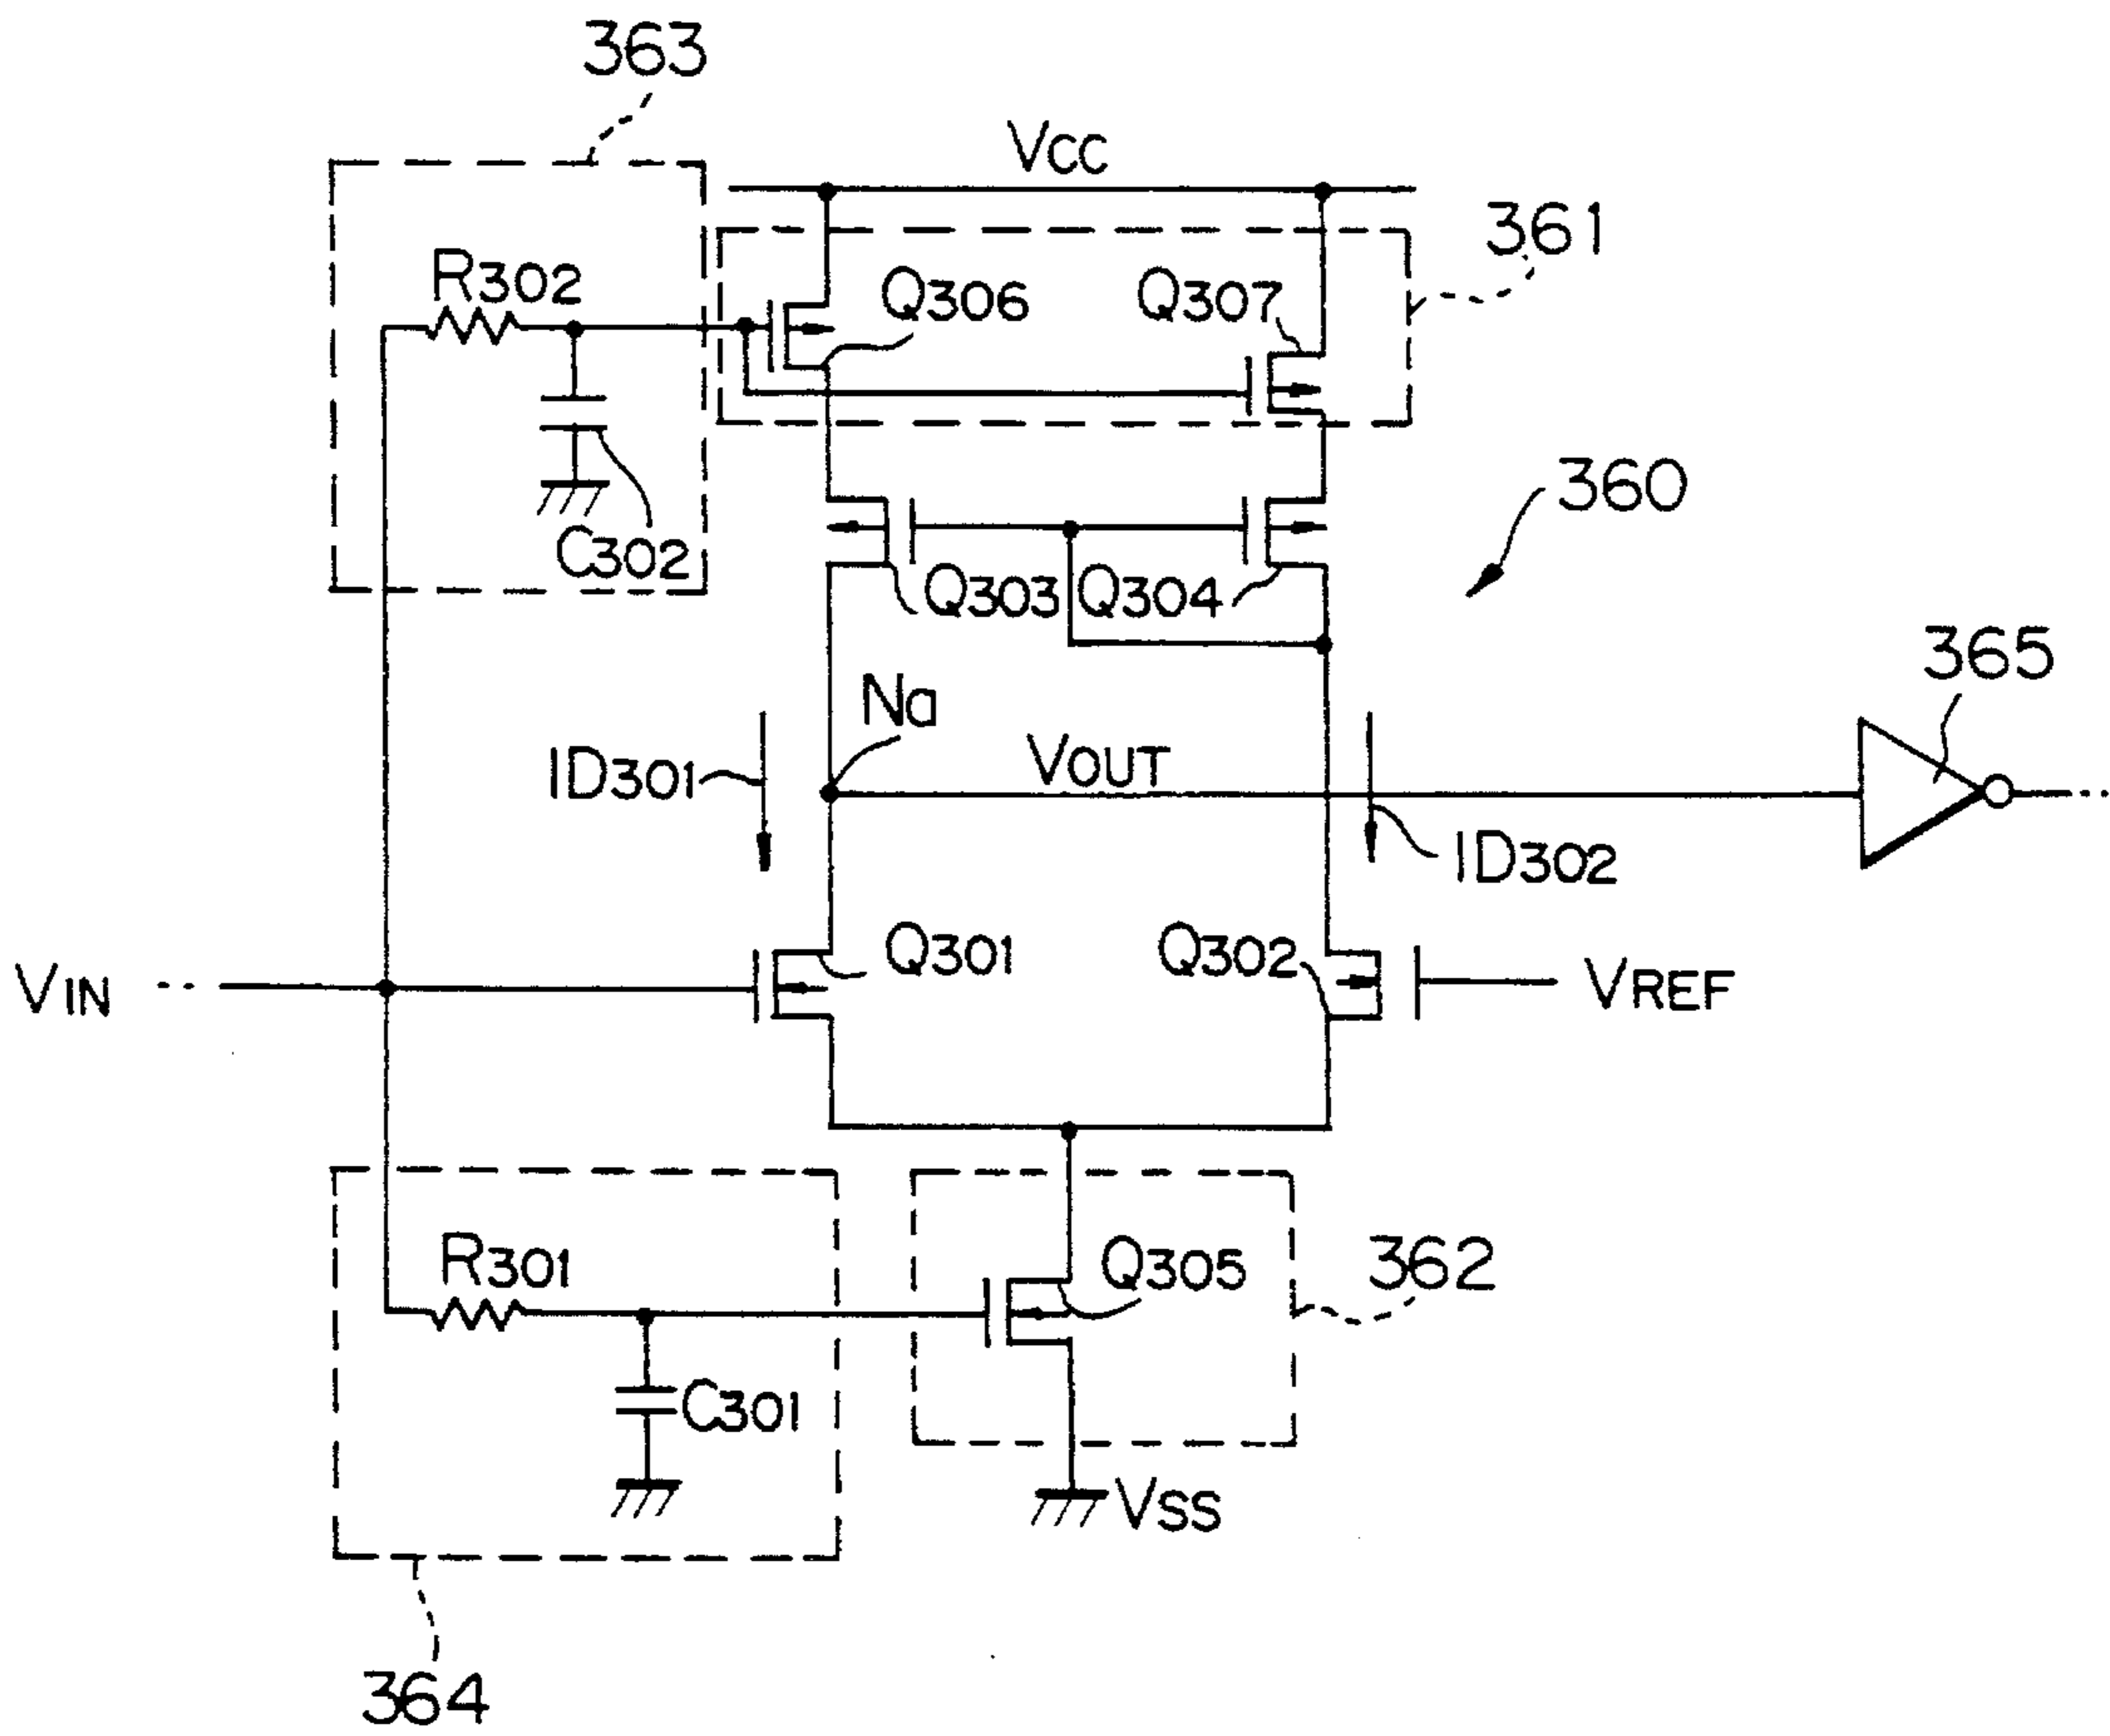 363
VCC
361
R302
Q306
Q307
C302
360
Q303
Q304
365
Na
VOUT
ID301
ID302
Q301
Q302
VIN
VREF
R301
Q305
362
C301
VSS
364